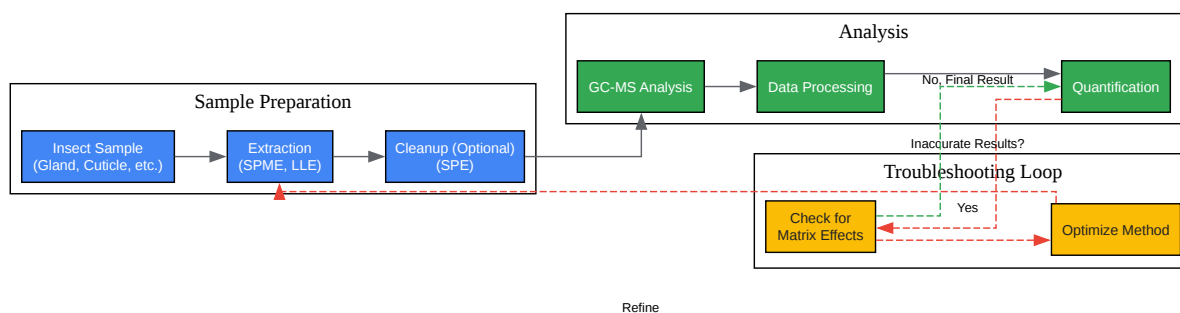 Analysis
GC-MS Analysis
Data Processing
No, Final Result
Quantification
Sample Preparation
Insect Sample
(Gland, Cuticle, etc.)
Extraction
(SPME, LLE)
Cleanup (Optional)
(SPE)
Inaccurate Results?
Troubleshooting Loop
Check for
Matrix Effects
Yes
Optimize Method
Refine